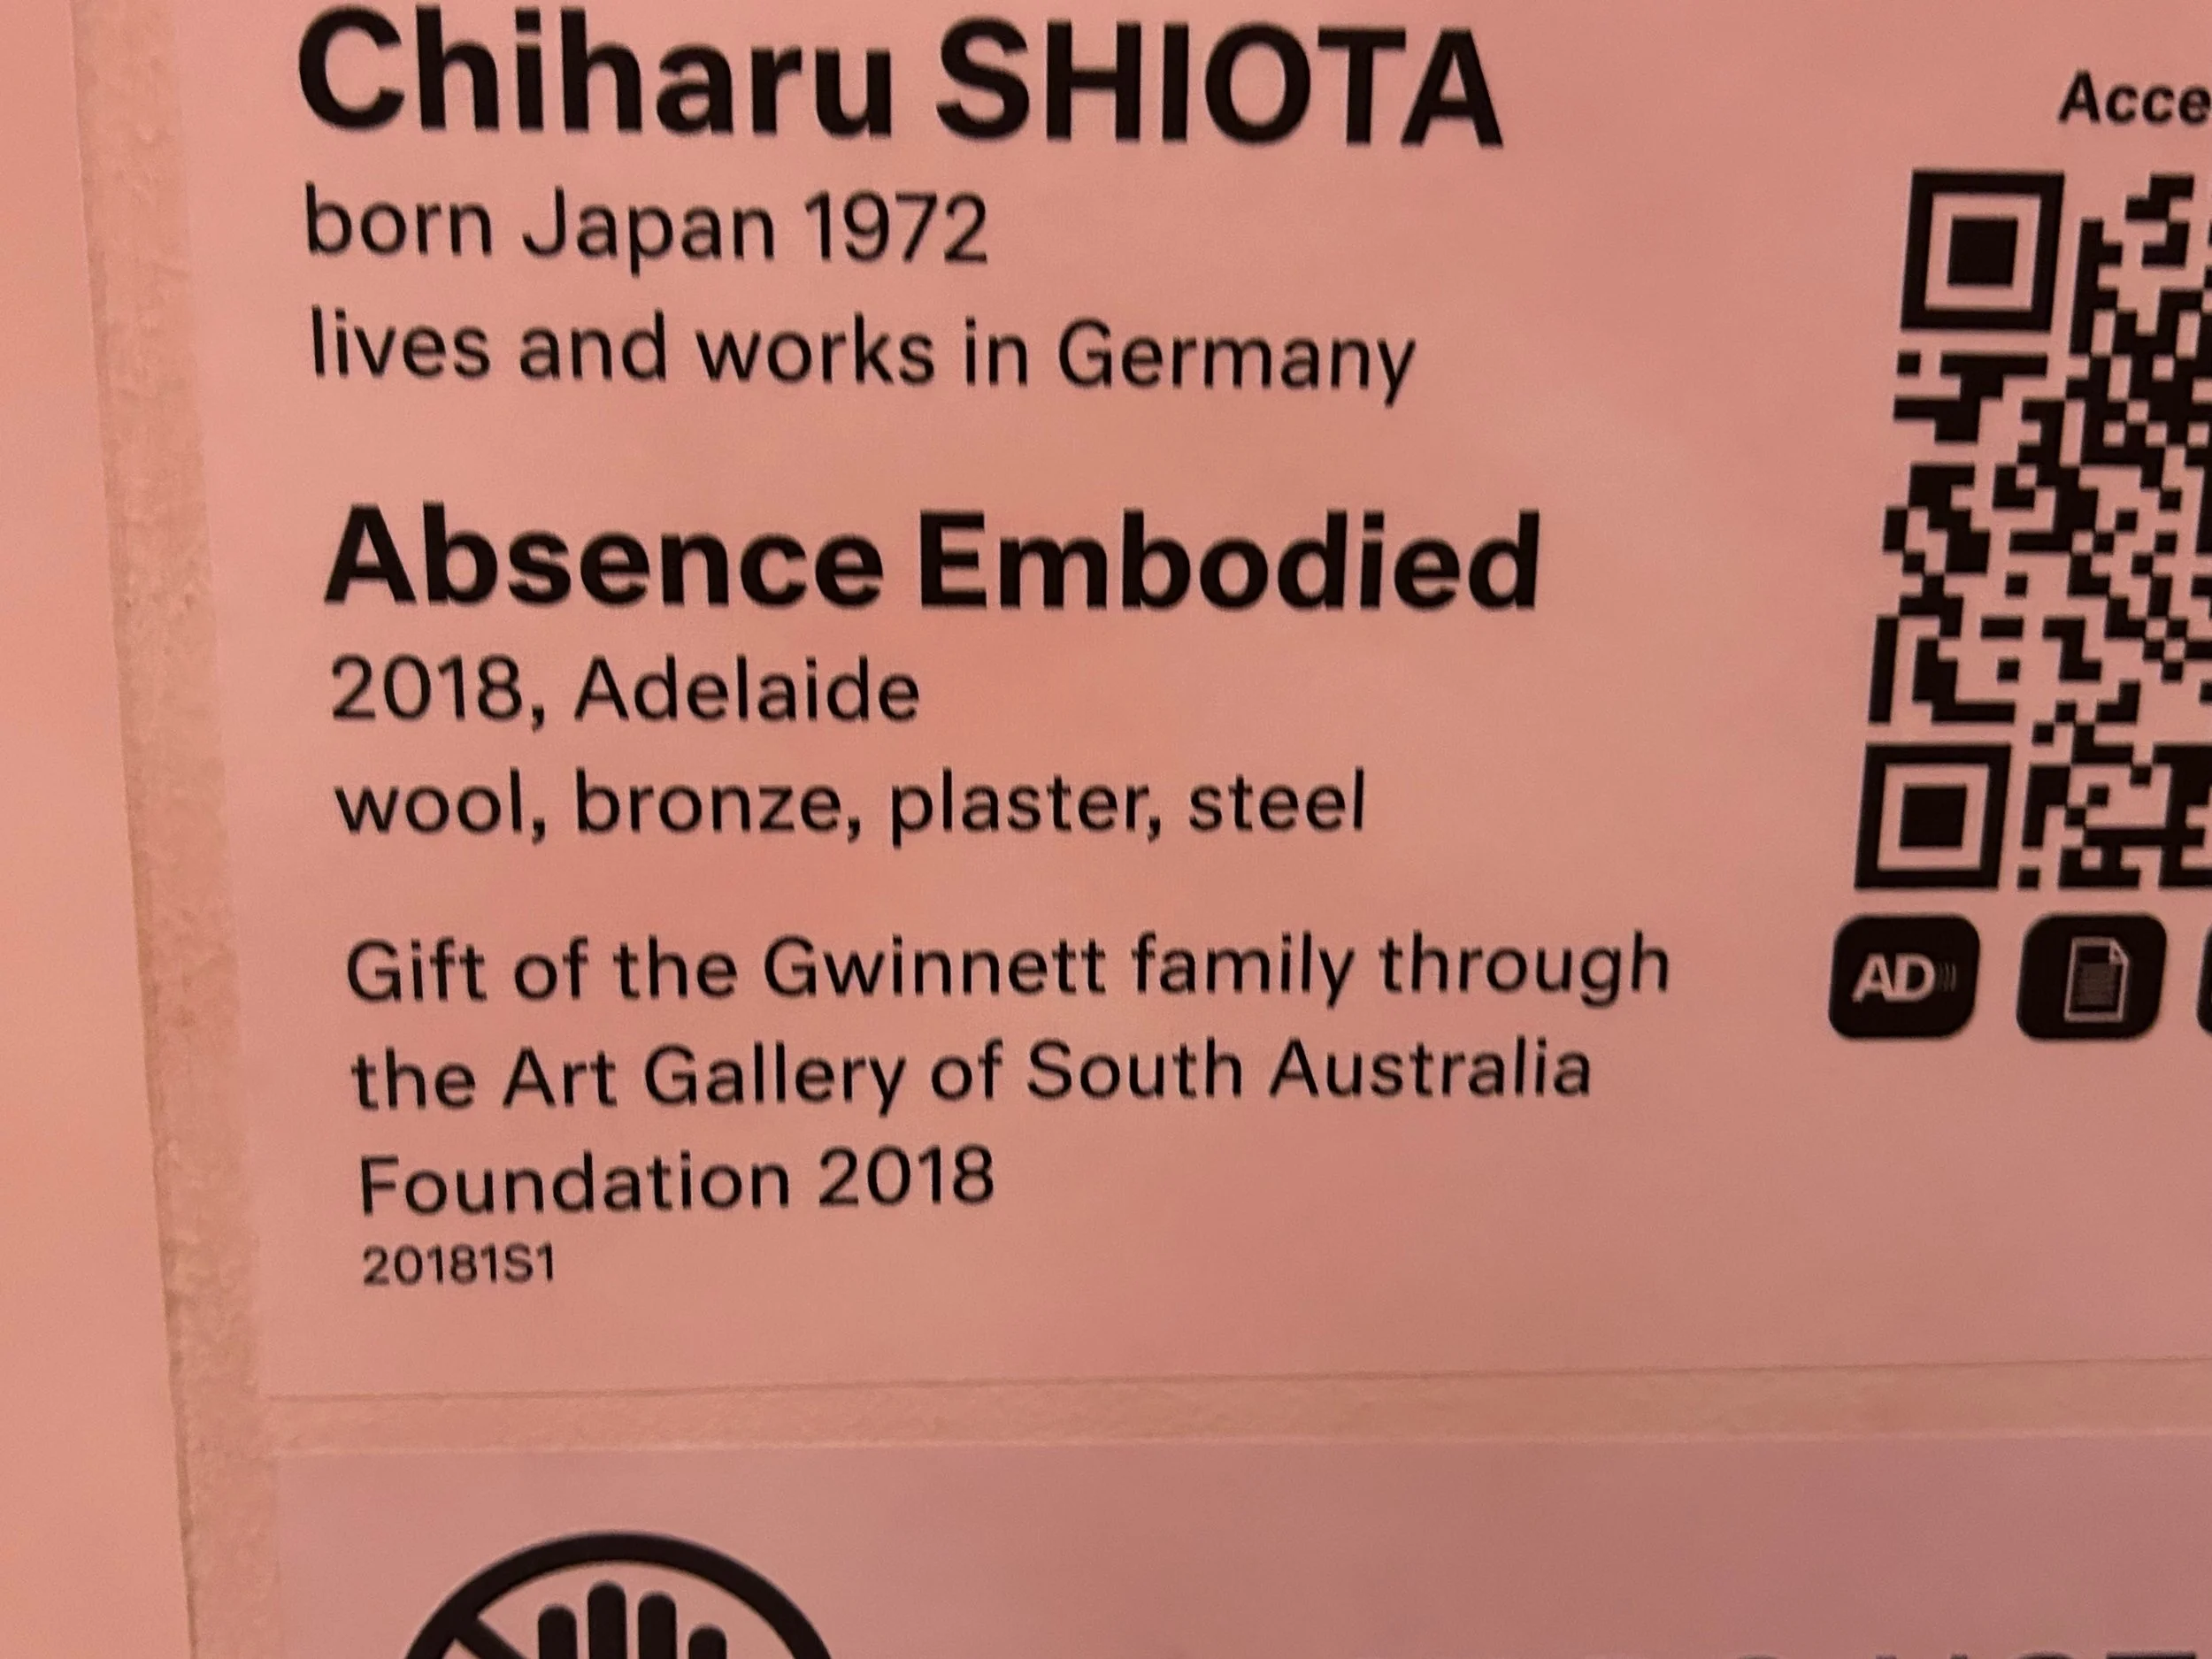 Chiharu SHIOTA
born Japan 1972
lives and works in Germany
Absence Embodied
2018, Adelaide
wool, bronze, plaster, steel
Gift of the Gwinnett family through
the Art Gallery of South Australia
Foundation 2018
20181S1
Acce
AD